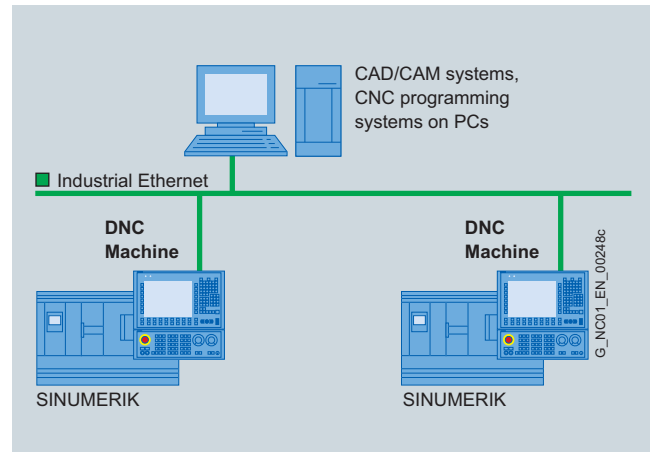 CAD/CAM systems,
CNC programming
systems on PCs
Industrial Ethernet
DNC
Machine
DNC
Machine
G_NC01_EN_00248c
SINUMERIK
SINUMERIK